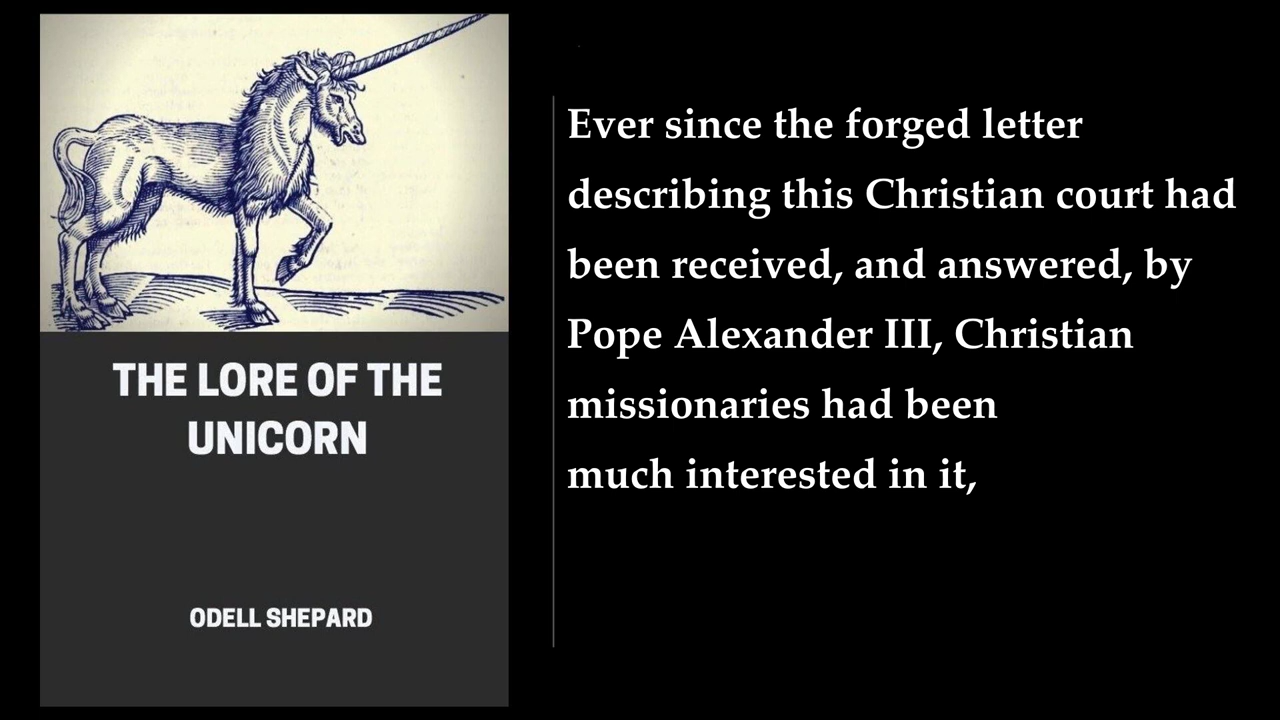 THE LORE OF THE
UNICORN
ODELL SHEPARD
Ever since the forged letter
describing this Christian court had
been received, and answered, by
Pope Alexander III, Christian
missionaries had been
much interested in it,